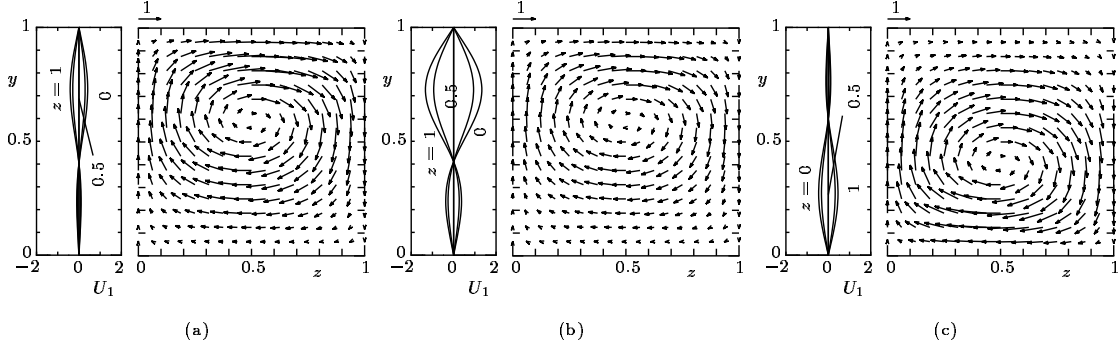 1 1 1
1 1 1
y y y
z = 1 0 0.5 0.5 z = 1 0 0.5 z = 0 1
0.5 0.5 0.5
0 0 0
−2 0 2 0 0.5 z 1 −2 0 2 0 0.5 z 1 −2 0 2 0 0.5 z 1
U1 U1 U1
(a) (b) (c)